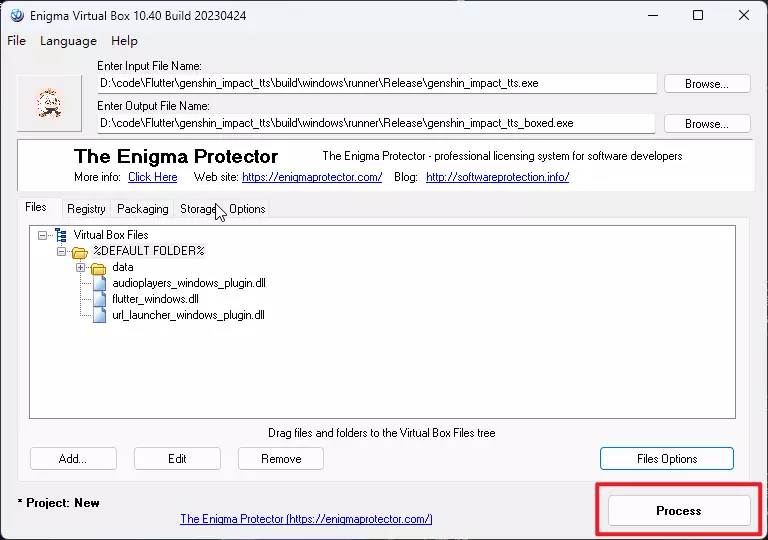 Enigma Virtual Box 10.40 Build 20230424
File Language Help
Enter Input File Name:
D:\code\Flutter\genshin_impact_tts\build\windows\runner\Release\genshin_impact_tts.exe
Browse...
Enter Output File Name:
D:\code\Flutter\genshin_impact_tts\build\windows\runner\Release\genshin_impact_tts_boxed.exe
Browse...
The Enigma Protector The Enigma Protector - professional licensing system for software developers
More info: Click Here Web site: https://enigmaprotector.com/ Blog: http://softwareprotection.info/
Files Registry Packaging Storage Options
Virtual Box Files
%DEFAULT FOLDER%
data
audioplayers_windows_plugin.dll
flutter_windows.dll
url_launcher_windows_plugin.dll
Drag files and folders to the Virtual Box Files tree
Add... Edit Remove Files Options
* Project: New
The Enigma Protector (https://enigmaprotector.com/)
Process